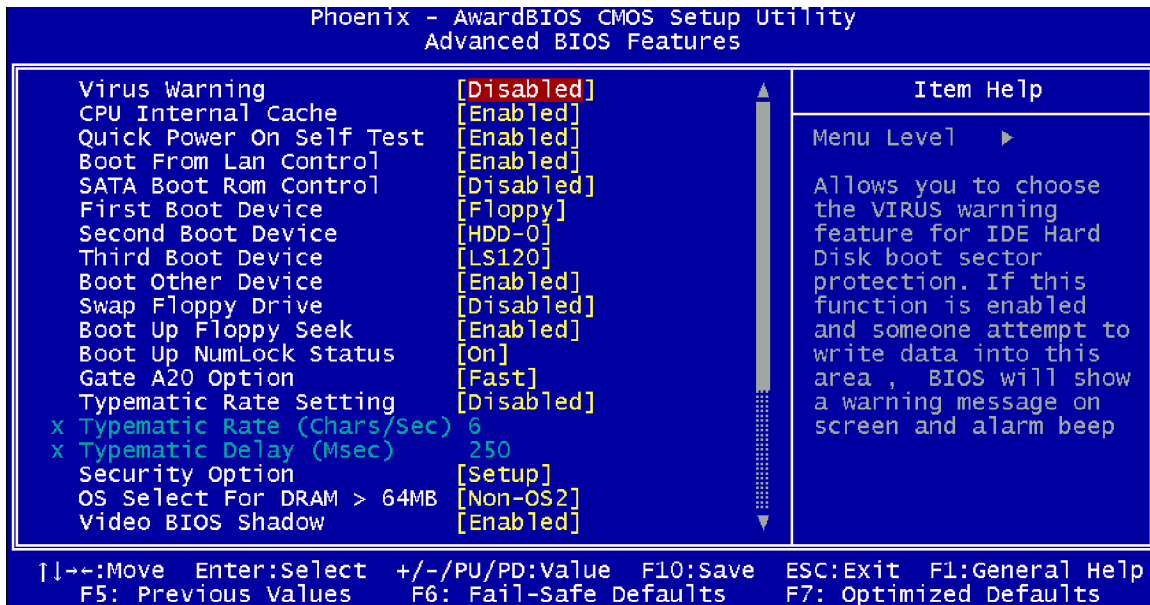 Phoenix - AwardBIOS CMOS Setup Utility
Advanced BIOS Features
Virus Warning [Disabled]
CPU Internal Cache [Enabled]
Quick Power On Self Test [Enabled]
Boot From Lan Control [Enabled]
SATA Boot Rom Control [Disabled]
First Boot Device [Floppy]
Second Boot Device [HDD-0]
Third Boot Device [LS120]
Boot Other Device [Enabled]
Swap Floppy Drive [Disabled]
Boot Up Floppy Seek [Enabled]
Boot Up NumLock Status [On]
Gate A20 Option [Fast]
Typematic Rate Setting [Disabled]
x Typematic Rate (Chars/Sec) 6
x Typematic Delay (Msec) 250
Security Option [Setup]
OS Select For DRAM > 64MB [Non-OS2]
Video BIOS Shadow [Enabled]
Item Help
Menu Level ▶
Allows you to choose
the VIRUS warning
feature for IDE Hard
Disk boot sector
protection. If this
function is enabled
and someone attempt to
write data into this
area , BIOS will show
a warning message on
screen and alarm beep
↑↓→←:Move Enter:Select +/-/PU/PD:Value F10:Save ESC:Exit F1:General Help
F5: Previous Values F6: Fail-Safe Defaults F7: Optimized Defaults